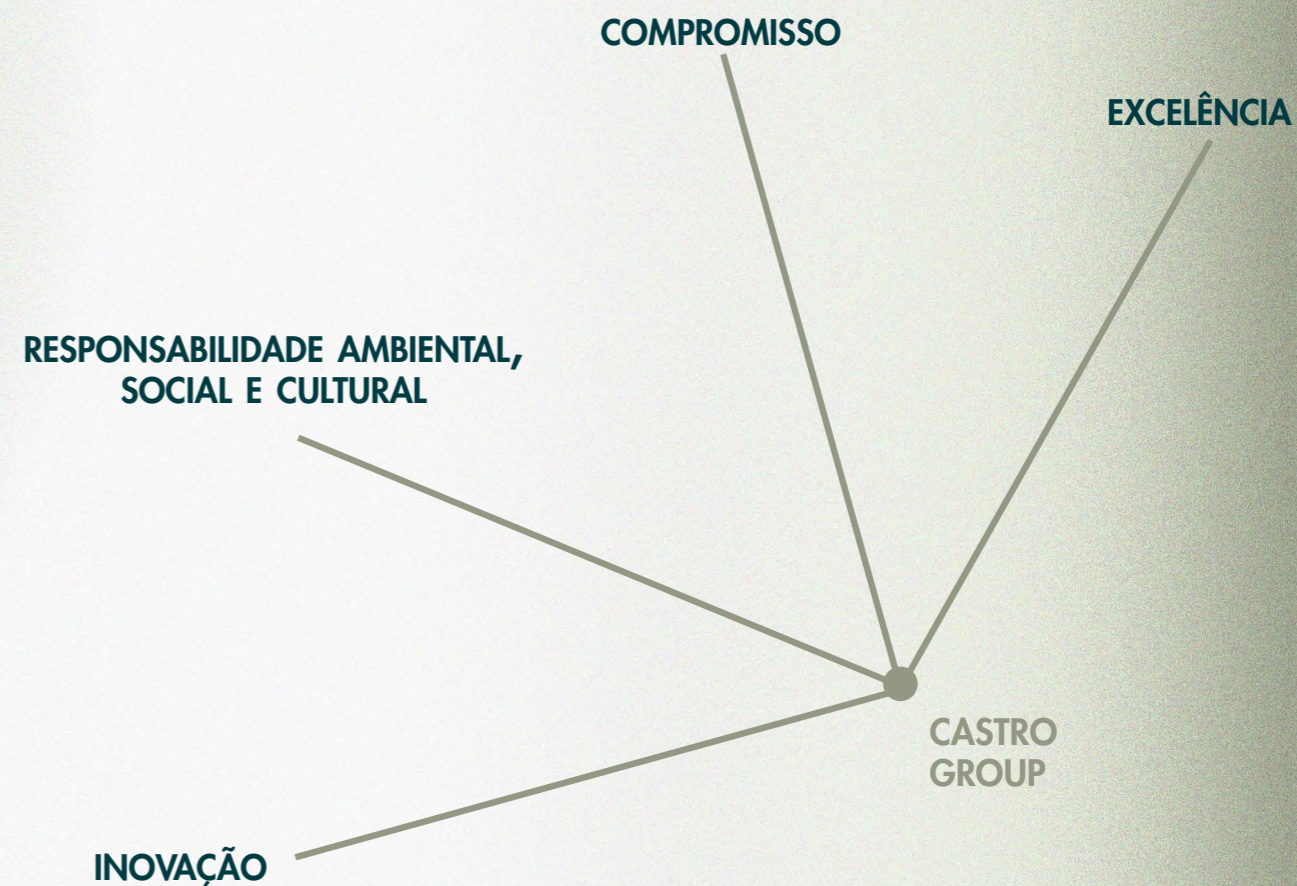 COMPROMISSO
EXCELÊNCIA
RESPONSABILIDADE AMBIENTAL,
SOCIAL E CULTURAL
CASTRO
GROUP
INOVAÇÃO